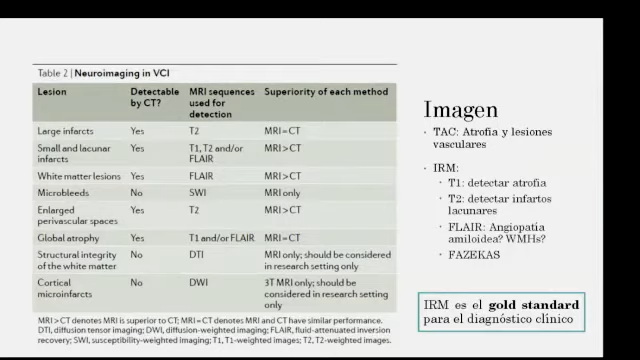 Table 2 | Neuroimaging in VCI
Lesion Detectable by CT? MRI sequences used for detection Superiority of each method
Large infarcts Yes T2 MRI = CT
Small and lacunar infarcts Yes T1, T2 and/or FLAIR MRI > CT
White matter lesions Yes FLAIR MRI > CT
Microbleeds No SWI MRI only
Enlarged perivascular spaces Yes T2 MRI > CT
Global atrophy Yes T1 and/or FLAIR MRI = CT
Structural integrity of the white matter No DTI MRI only; should be considered in research setting only
Cortical microinfarcts No DWI 3T MRI only; should be considered in research setting only
MRI > CT denotes MRI is superior to CT; MRI = CT denotes MRI and CT have similar performance.
DTI, diffusion tensor imaging; DWI, diffusion-weighted imaging; FLAIR, fluid-attenuated inversion
recovery; SWI, susceptibility-weighted imaging; T1, T1-weighted images; T2, T2-weighted images.
Imagen
• TAC: Atrofia y lesiones
vasculares
• IRM:
• T1: detectar atrofia
• T2: detectar infartos
lacunares
• FLAIR: Angiopatía
amiloidea? WMHs?
• FAZEKAS
IRM es el gold standard
para el diagnóstico clínico